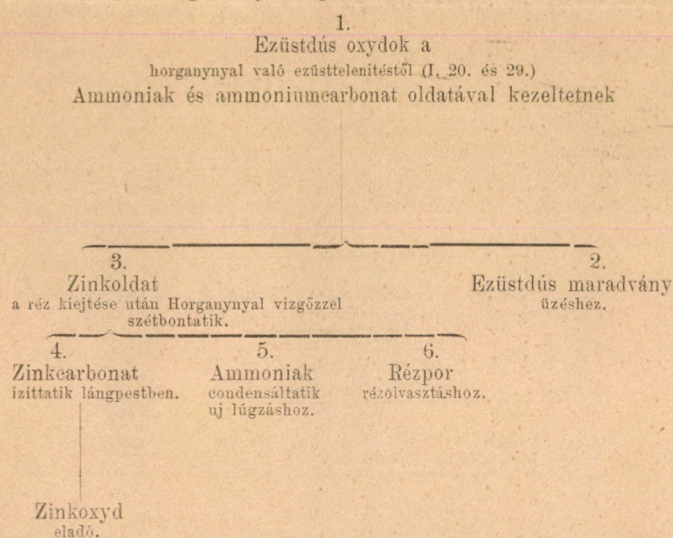 1.
Ezüstdús oxydok a
horganynyal való ezüsttelenitéstől (I. 20. és 29.)
Ammoniak és ammoniumcarbonat oldatával kezeltetnek
3.
Zinkoldat
a réz kiejtése után Horganynyal vizgőzzel
szétbontatik.
2.
Ezüstdús maradvány
üzéshez.
4.
Zinkcarbonat
izittatik lángpestben.
5.
Ammoniak
condensáltatik
uj lúgzáshoz.
6.
Rézpor
rézolvasztáshoz.
Zinkoxyd
eladó.